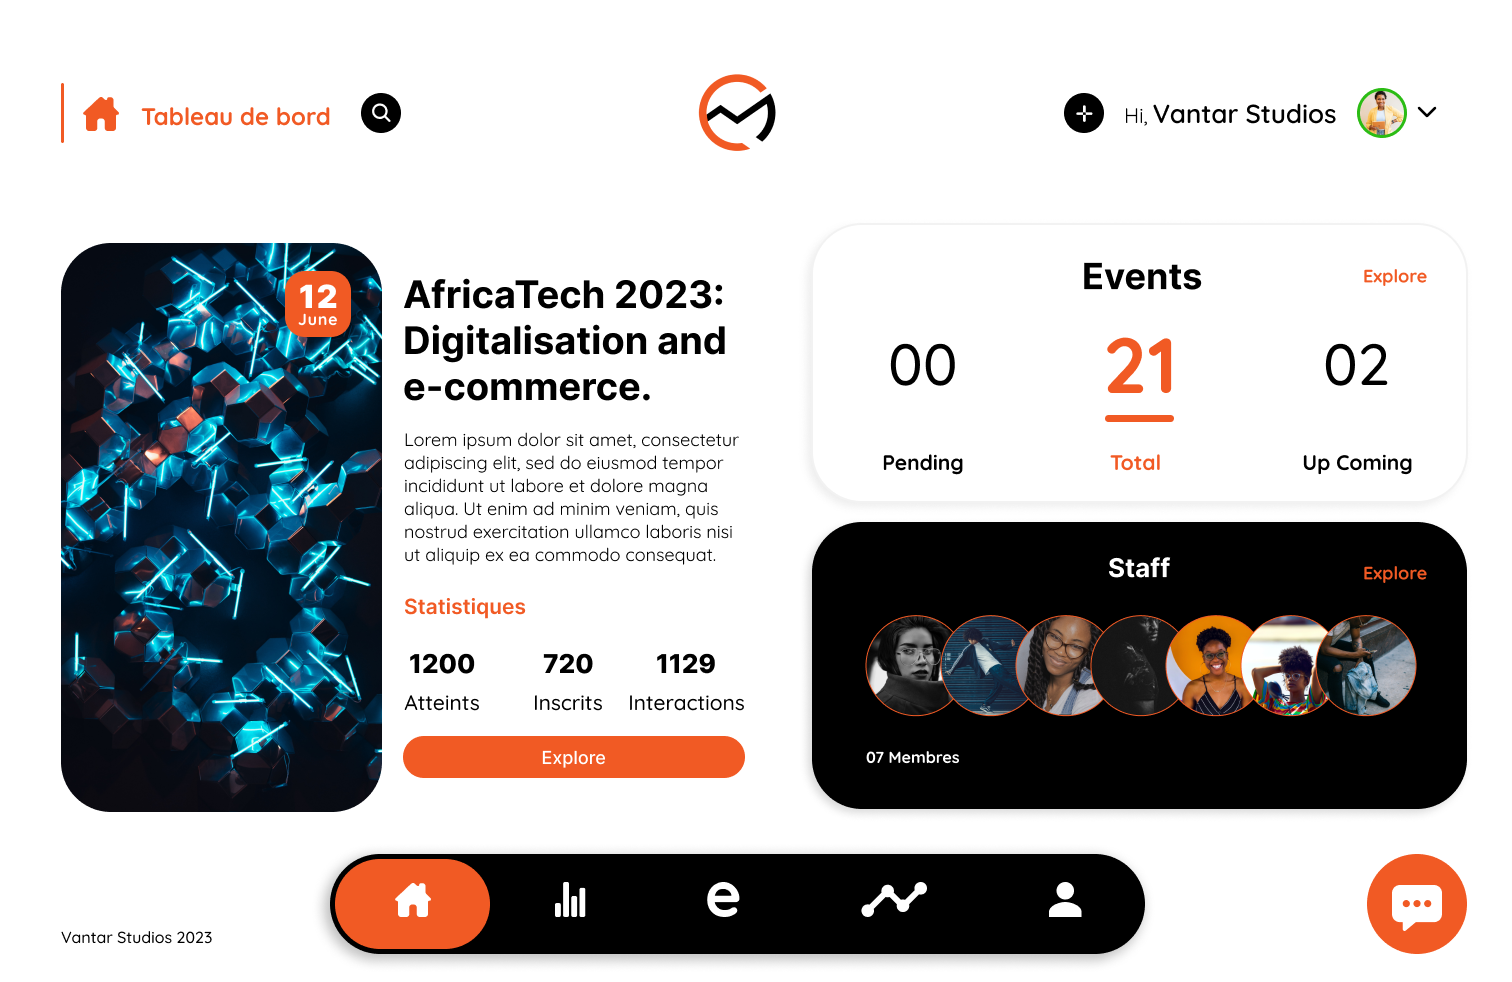 Tableau de bord
Hi, Vantar Studios
12
June
AfricaTech 2023:
Digitalisation and
e-commerce.
Lorem ipsum dolor sit amet, consectetur
adipiscing elit, sed do eiusmod tempor
incididunt ut labore et dolore magna
aliqua. Ut enim ad minim veniam, quis
nostrud exercitation ullamco laboris nisi
ut aliquip ex ea commodo consequat.
Statistiques
1200 720 1129
Atteints Inscrits Interactions
Explore
Events
Explore
00 21 02
Pending Total Up Coming
Staff
Explore
07 Membres
e
Vantar Studios 2023